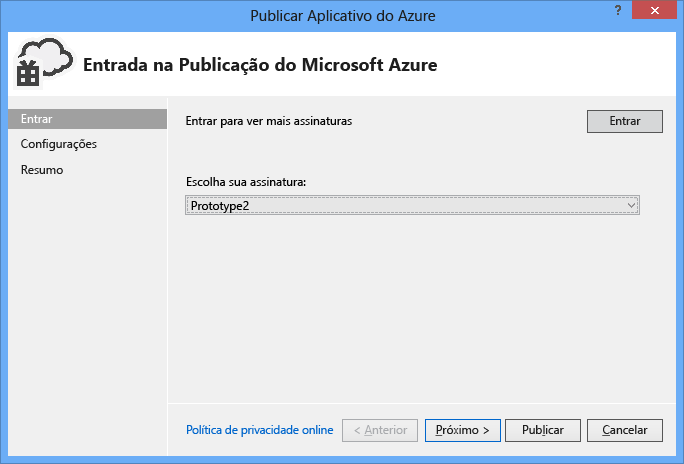 Publicar Aplicativo do Azure
?
Entrada na Publicação do Microsoft Azure
Entrar
Configurações
Resumo
Entrar para ver mais assinaturas
Entrar
Escolha sua assinatura:
Prototype2
Política de privacidade online
< Anterior
Próximo >
Publicar
Cancelar